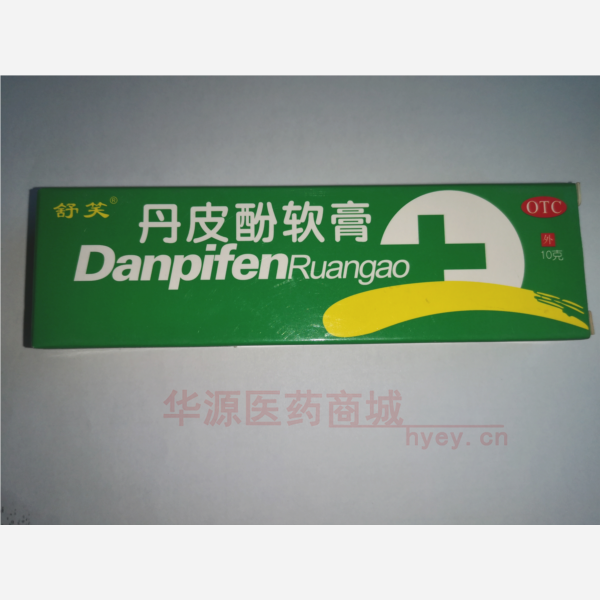 舒笑®
丹皮酚软膏
DanpifenRuangao
OTC
外
10克
华源医药商城
hyey.cn